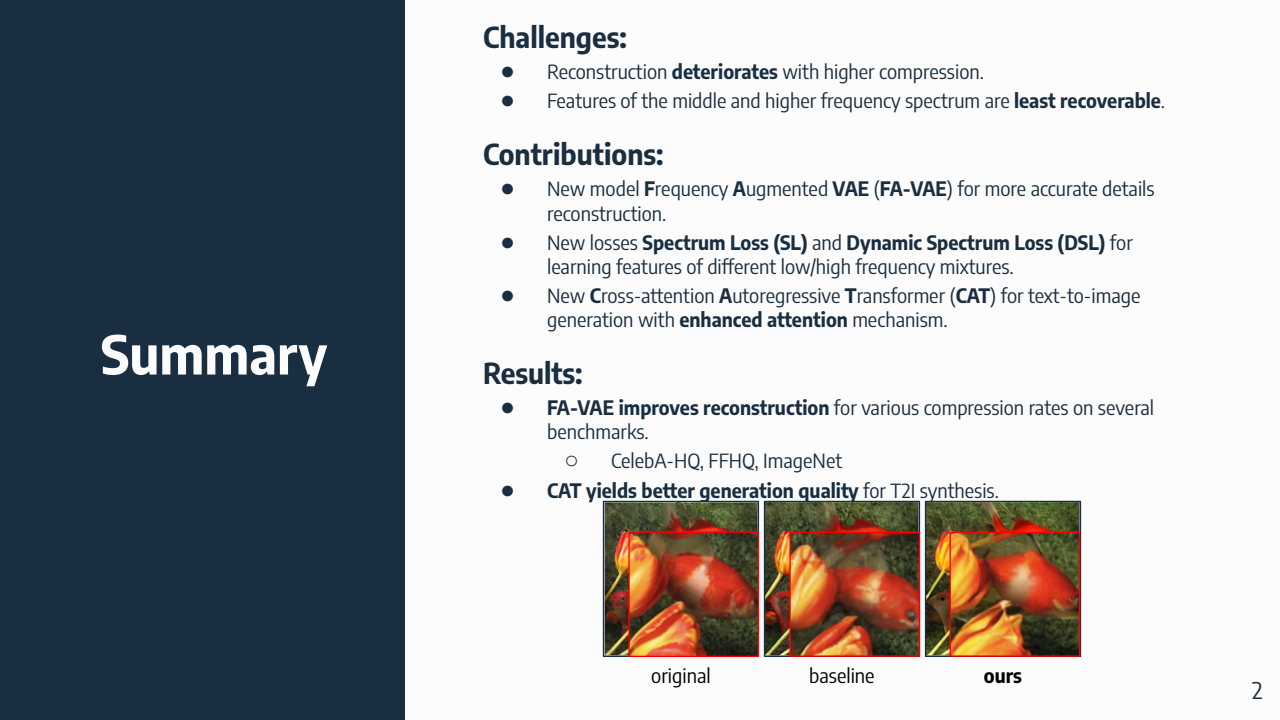 Summary
Challenges:
● Reconstruction deteriorates with higher compression.
● Features of the middle and higher frequency spectrum are least recoverable.
Contributions:
● New model Frequency Augmented VAE (FA-VAE) for more accurate details
reconstruction.
● New losses Spectrum Loss (SL) and Dynamic Spectrum Loss (DSL) for
learning features of different low/high frequency mixtures.
● New Cross-attention Autoregressive Transformer (CAT) for text-to-image
generation with enhanced attention mechanism.
Results:
● FA-VAE improves reconstruction for various compression rates on several
benchmarks.
○ CelebA-HQ, FFHQ, ImageNet
● CAT yields better generation quality for T2I synthesis.
original baseline ours
2